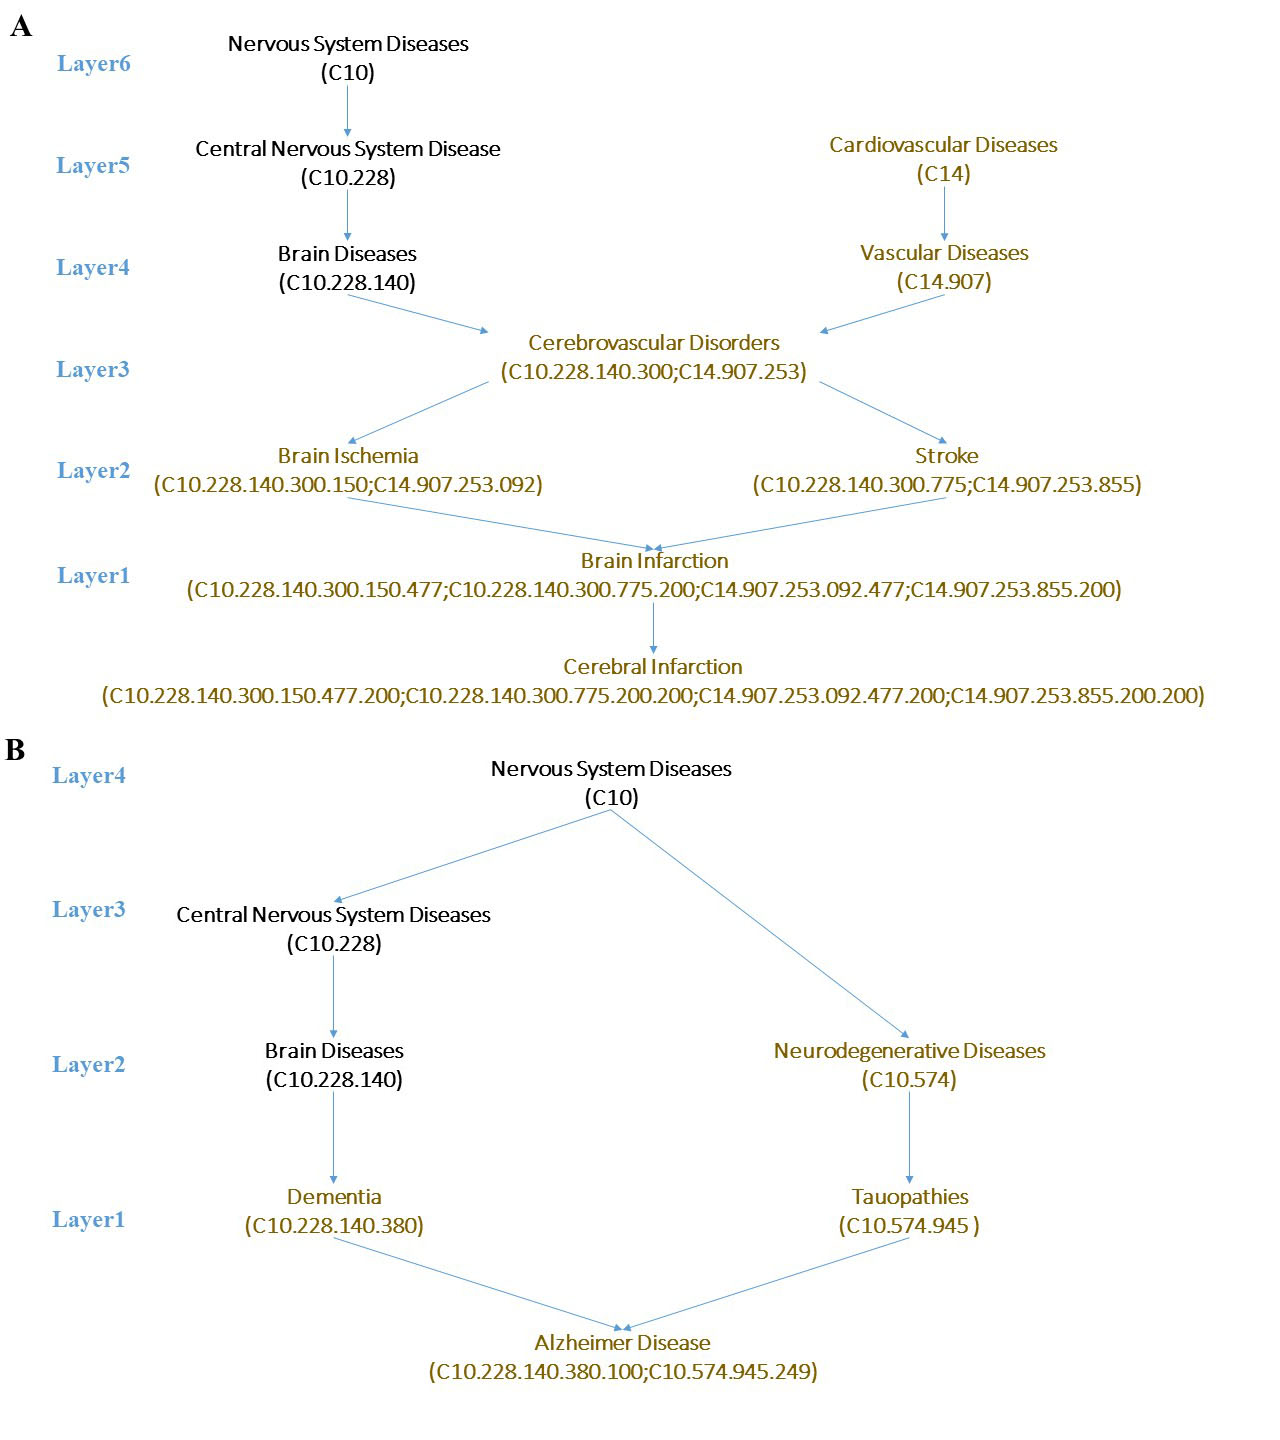 A
Nervous System Diseases
Layer6
(C10)
Central Nervous System Disease
Cardiovascular Diseases
Layer5
(C10.228)
(C14)
Brain Diseases
Vascular Diseases
Layer4
(C10.228.140)
(C14.907)
Cerebrovascular Disorders
Layer3
(C10.228.140.300;C14.907.253)
Brain Ischemia
Stroke
Layer2
(C10.228.140.300.150;C14.907.253.092)
(C10.228.140.300.775;C14.907.253.855)
Brain Infarction
Layer1
(C10.228.140.300.150.477;C10.228.140.300.775.200;C14.907.253.092.477;C14.907.253.855.200)
Cerebral Infarction
(C10.228.140.300.150.477.200;C10.228.140.300.775.200.200;C14.907.253.092.477.200;C14.907.253.855.200.200)
B
Layer4
Nervous System Diseases
(C10)
Layer3
Central Nervous System Diseases
(C10.228)
Brain Diseases
Neurodegenerative Diseases
Layer2
(C10.228.140)
(C10.574)
Dementia
Tauopathies
Layer1
(C10.228.140.380)
(C10.574.945 )
Alzheimer Disease
(C10.228.140.380.100;C10.574.945.249)